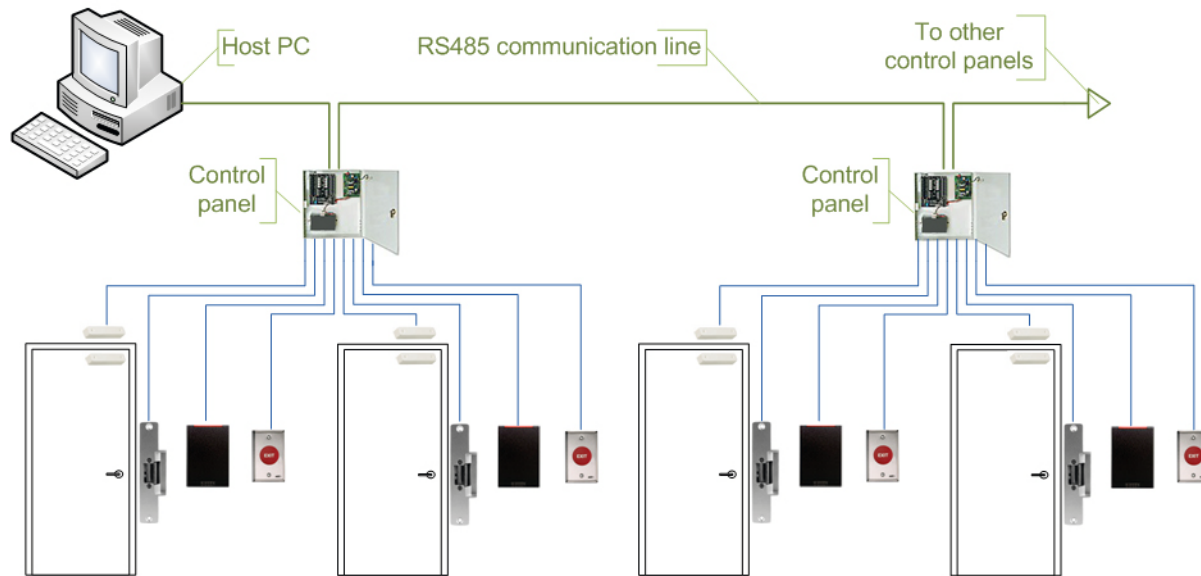 Host PC
RS485 communication line
To other
control panels
Control
panel
Control
panel
EXIT
EXIT
EXIT
EXIT